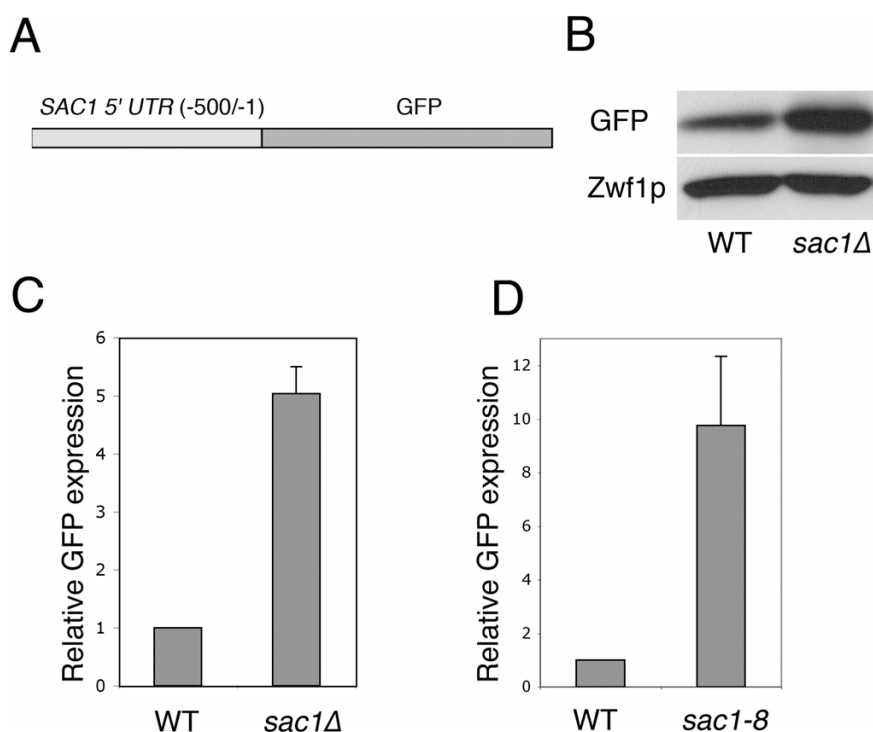 A
SAC1 5' UTR (-500/-1)
GFP
B
GFP
Zwf1p
WT
sac1Δ
C
Relative GFP expression
6
5
4
3
2
1
0
WT
sac1Δ
D
Relative GFP expression
12
10
8
6
4
2
0
WT
sac1-8